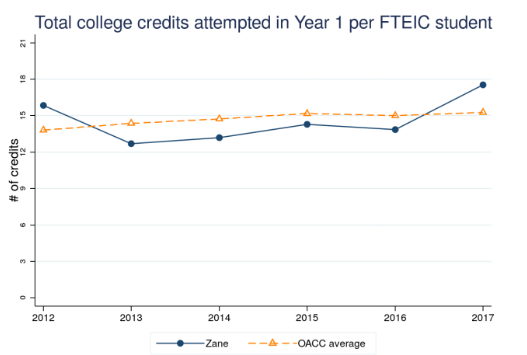 Total college credits attempted in Year 1 per FTEIC student
# of credits
21
18
15
12
9
6
3
0
2012 2013 2014 2015 2016 2017
Zane OACC average